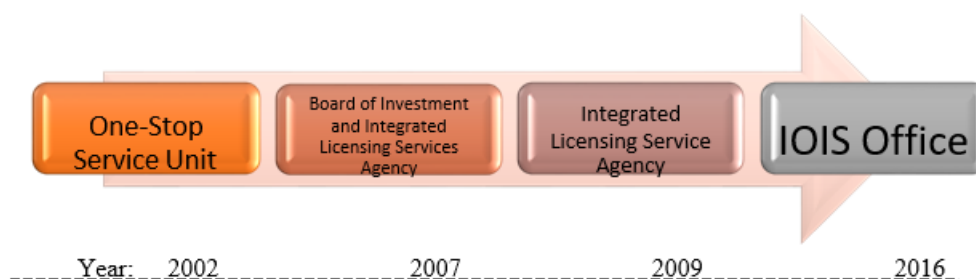 One-Stop
Service Unit
Board of Investment
and Integrated
Licensing Services
Agency
Integrated
Licensing Service
Agency
IOIS Office
Year: 2002 2007 2009 2016